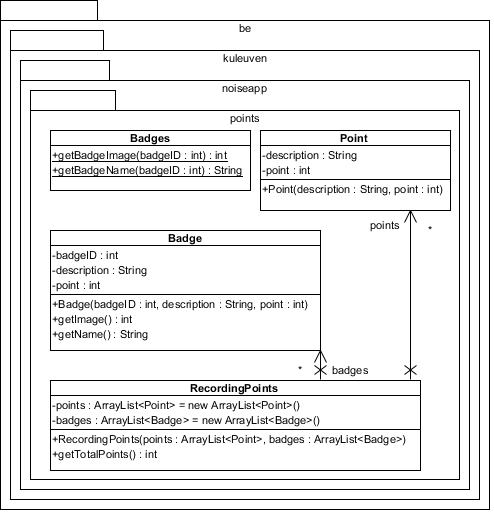 be
kuleuven
noiseapp
points
Badges
+getBadgeImage(badgeID : int) : int
+getBadgeName(badgeID : int) : String
Point
-description : String
-point : int
+Point(description : String, point : int)
points
*
Badge
-badgeID : int
-description : String
-point : int
+Badge(badgeID : int, description : String, point : int)
+getImage() : int
+getName() : String
* badges
RecordingPoints
-points : ArrayList<Point> = new ArrayList<Point>()
-badges : ArrayList<Badge> = new ArrayList<Badge>()
+RecordingPoints(points : ArrayList<Point>, badges : ArrayList<Badge>)
+getTotalPoints() : int